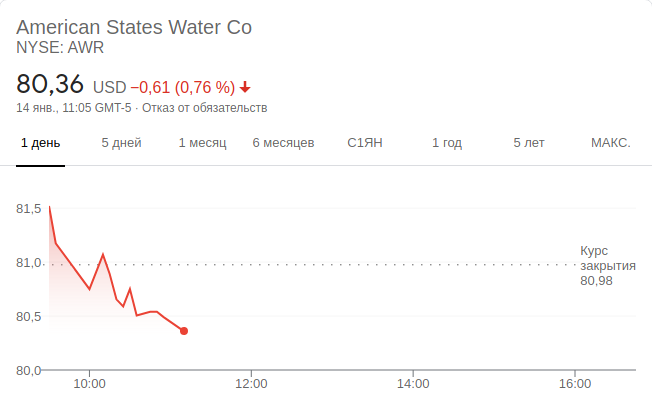 American States Water Co
NYSE: AWR
80,36 USD −0,61 (0,76 %)
14 янв., 11:05 GMT-5 · Отказ от обязательств
1 день 5 дней 1 месяц 6 месяцев С1ЯН 1 год 5 лет МАКС.
81,5
81,0
80,5
80,0
Курс
закрытия
80,98
10:00 12:00 14:00 16:00